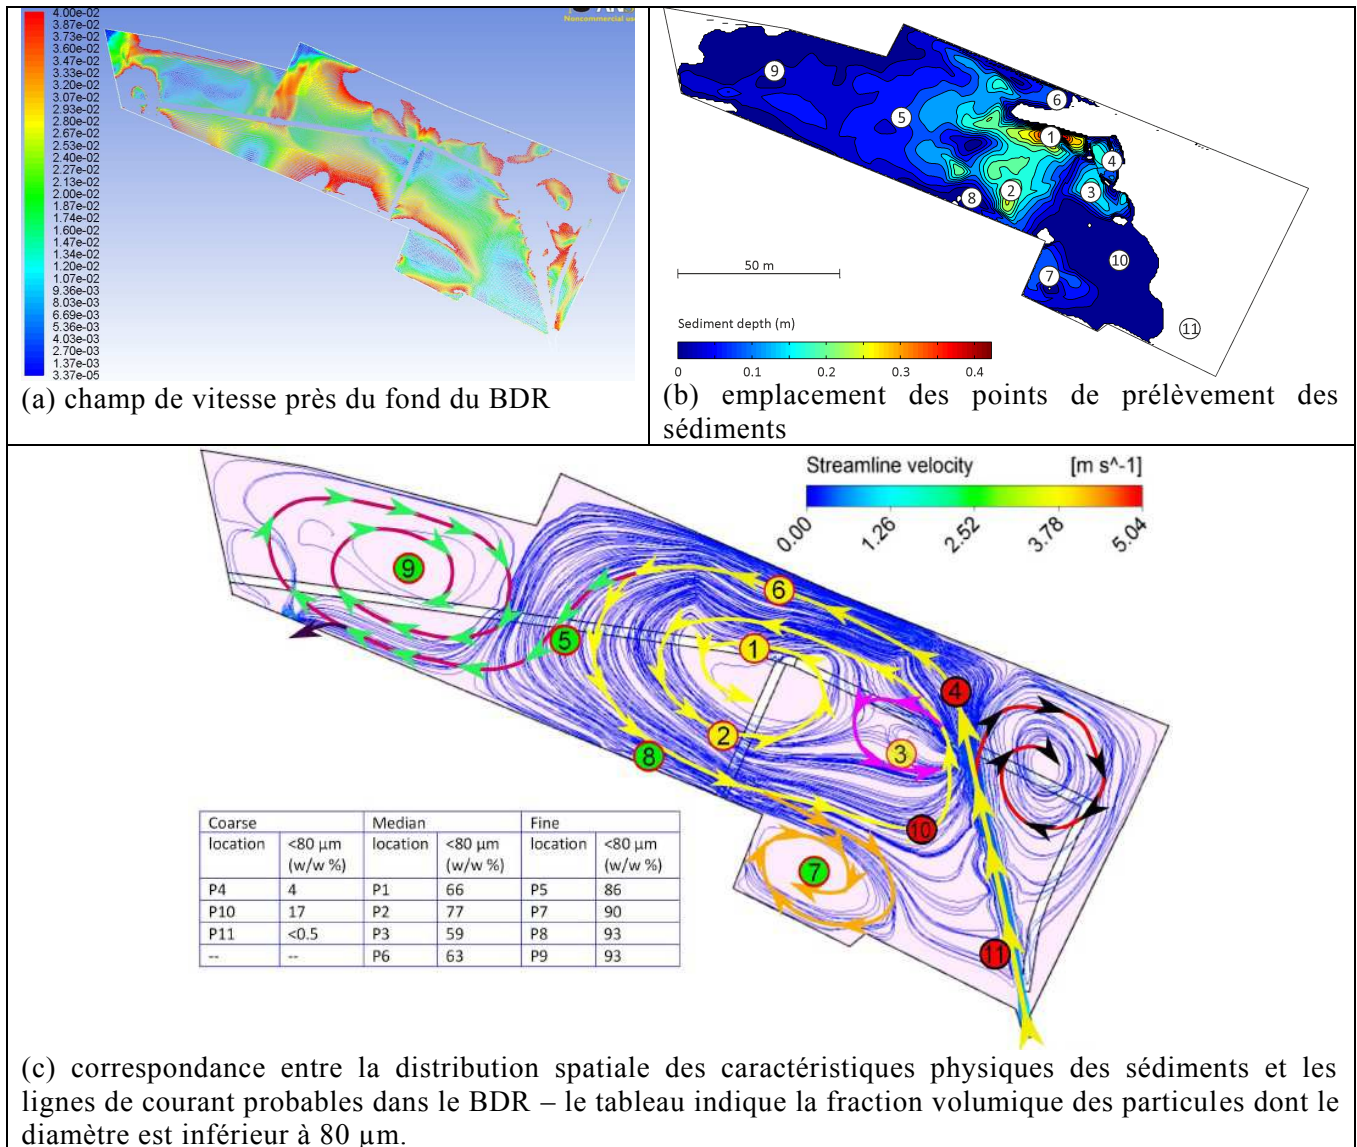 AN
Noncommercial use
4.00e-02
3.73e-02
3.60e-02
3.47e-02
3.33e-02
3.20e-02
3.07e-02
2.93e-02
2.80e-02
2.67e-02
2.53e-02
2.40e-02
2.27e-02
2.13e-02
2.00e-02
1.87e-02
1.74e-02
1.60e-02
1.47e-02
1.34e-02
1.20e-02
1.07e-02
9.36e-03
8.03e-03
6.69e-03
5.36e-03
4.03e-03
2.70e-03
1.37e-03
3.37e-05
(a) champ de vitesse près du fond du BDR
9
5
6
1
4
2
3
8
10
7
11
50 m
Sediment depth (m)
0 0.1 0.2 0.3 0.4
(b) emplacement des points de prélèvement des
sédiments
Streamline velocity [m s^-1]
0.00 1.26 2.52 3.78 5.04
9
6
5
1
4
2
3
8
10
7
11
Coarse Median Fine
location <80 µm location <80 µm location <80 µm
(w/w %) (w/w %) (w/w %)
P4 4 P1 66 P5 86
P10 17 P2 77 P7 90
P11 <0.5 P3 59 P8 93
-- -- P6 63 P9 93
(c) correspondance entre la distribution spatiale des caractéristiques physiques des sédiments et les
lignes de courant probables dans le BDR – le tableau indique la fraction volumique des particules dont le
diamètre est inférieur à 80 µm.